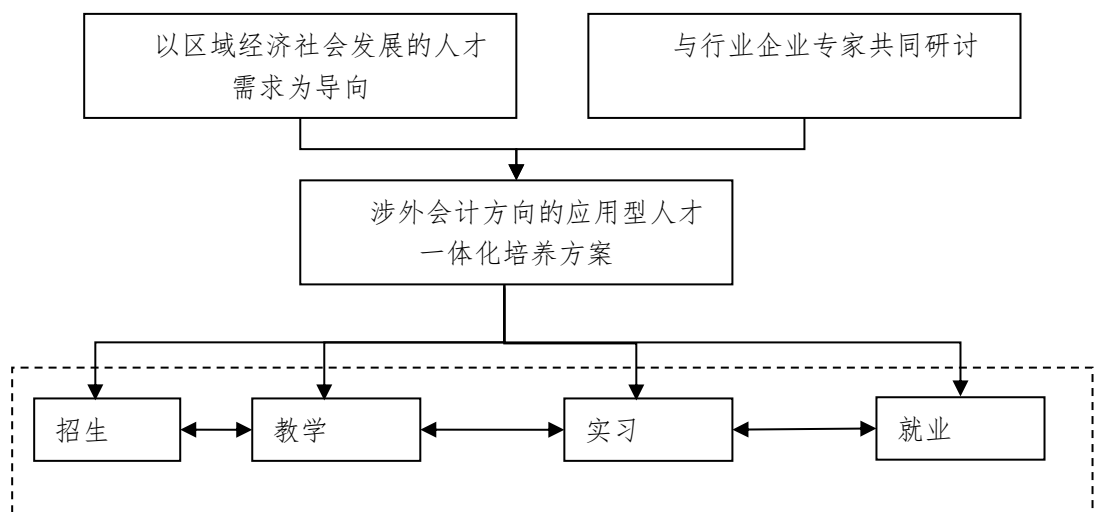 以区域经济社会发展的人才
需求为导向
与行业企业专家共同研讨
涉外会计方向的应用型人才
一体化培养方案
招生
教学
实习
就业